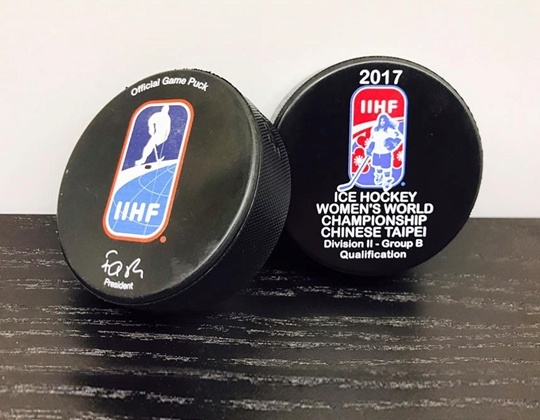 Official Game Puck
IIHF
President
2017
IIHF
ICE HOCKEY
WOMEN'S WORLD
CHAMPIONSHIP
CHINESE TAIPEI
Division II - Group B
Qualification